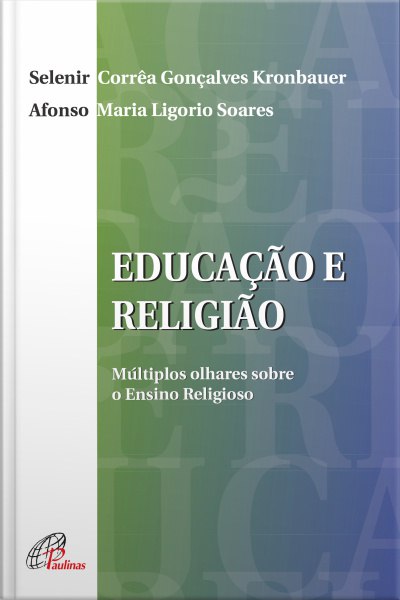 Selenir Corrêa Gonçalves Kronbauer
Afonso Maria Ligorio Soares
EDUCAÇÃO E
RELIGIÃO
Múltiplos olhares sobre
o Ensino Religioso
Paulinas